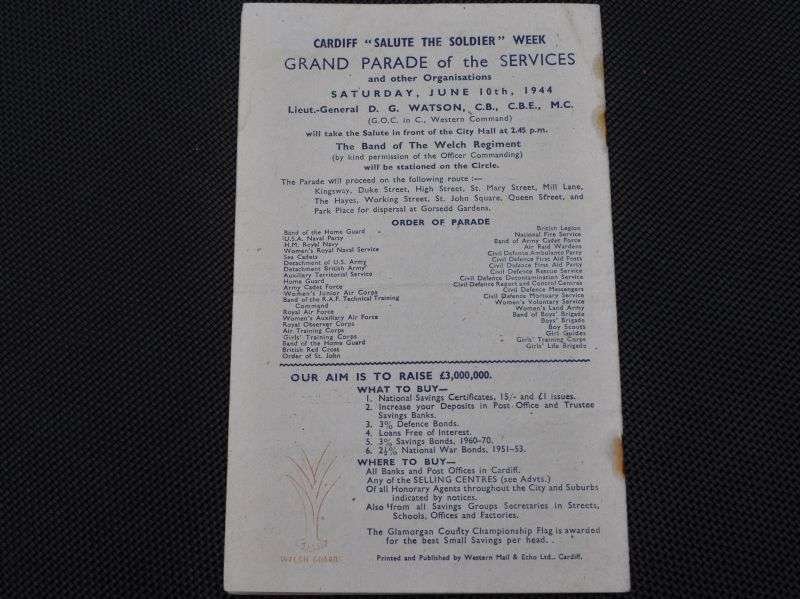 CARDIFF "SALUTE THE SOLDIER" WEEK
GRAND PARADE of the SERVICES
and other Organisations
SATURDAY, JUNE 10th, 1944
Lieut.-General D. G. WATSON, C.B., C.B.E., M.C.
(G.O.C. in C., Western Command)
will take the Salute in front of the City Hall at 2.45 p.m.
The Band of The Welch Regiment
(by kind permission of the Officer Commanding)
will be stationed on the Circle.
The Parade will proceed on the following route :—
Kingsway, Duke Street, High Street, St. Mary Street, Mill Lane,
The Hayes, Working Street, St. John Square, Queen Street, and
Park Place for dispersal at Gorsedd Gardens.
ORDER OF PARADE
Band of the Home Guard
U.S.A. Naval Party
H.M. Royal Navy
Women's Royal Naval Service
Sea Cadets
Detachment of U.S. Army
Detachment British Army
Auxiliary Territorial Service
Home Guard
Army Cadet Force
Women's Junior Air Corps
Band of the R.A.F. Technical Training
Command
Royal Air Force
Women's Auxiliary Air Force
Royal Observer Corps
Air Training Corps
Girls' Training Corps
Band of the Home Guard
British Red Cross
Order of St. John
British Legion
National Fire Service
Band of Army Cadet Force
Air Raid Wardens
Civil Defence Ambulance Party
Civil Defence First Aid Posts
Civil Defence First Aid Party
Civil Defence Rescue Service
Civil Defence Decontamination Service
Civil Defence Report and Control Centres
Civil Defence Messengers
Civil Defence Mortuary Service
Women's Voluntary Service
Women's Land Army
Band of Boys' Brigade
Boys' Brigade
Boy Scouts
Girl Guides
Girls' Training Corps
Girls' Life Brigade
OUR AIM IS TO RAISE £3,000,000.
WHAT TO BUY—
1. National Savings Certificates, 15/- and £1 issues.
2. Increase your Deposits in Post Office and Trustee
Savings Banks.
3. 3% Defence Bonds.
4. Loans Free of Interest.
5. 3% Savings Bonds, 1960-70.
6. 2½% National War Bonds, 1951-53.
WHERE TO BUY—
All Banks and Post Offices in Cardiff.
Any of the SELLING CENTRES (see Advts.)
Of all Honorary Agents throughout the City and Suburbs
indicated by notices.
Also from all Savings Groups Secretaries in Streets,
Schools, Offices and Factories.
The Glamorgan County Championship Flag is awarded
for the best Small Savings per head.
WELSH GUARDS
Printed and Published by Western Mail & Echo Ltd., Cardiff.